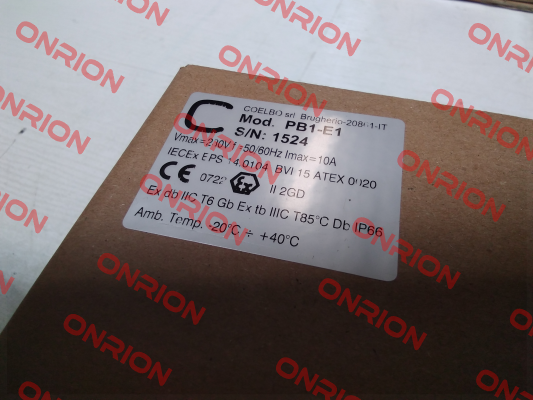 COELBO srl Brugherio-20861-IT
C
Mod. PB1-E1
S/N: 1524
Vmax=230V f=50/60Hz Imax=10A
IECEx EPS 14.0104 BVI 15 ATEX 0020
CE 0722 Ex II 2GD
Ex db IIC T6 Gb Ex tb IIIC T85°C Db IP66
Amb. Temp. -20°C ÷ +40°C
ONRION
ONRION
ONRION
ONRION
ONRION
ONRION
ONRION
ONRION
ONRION
ONRION
ONRION